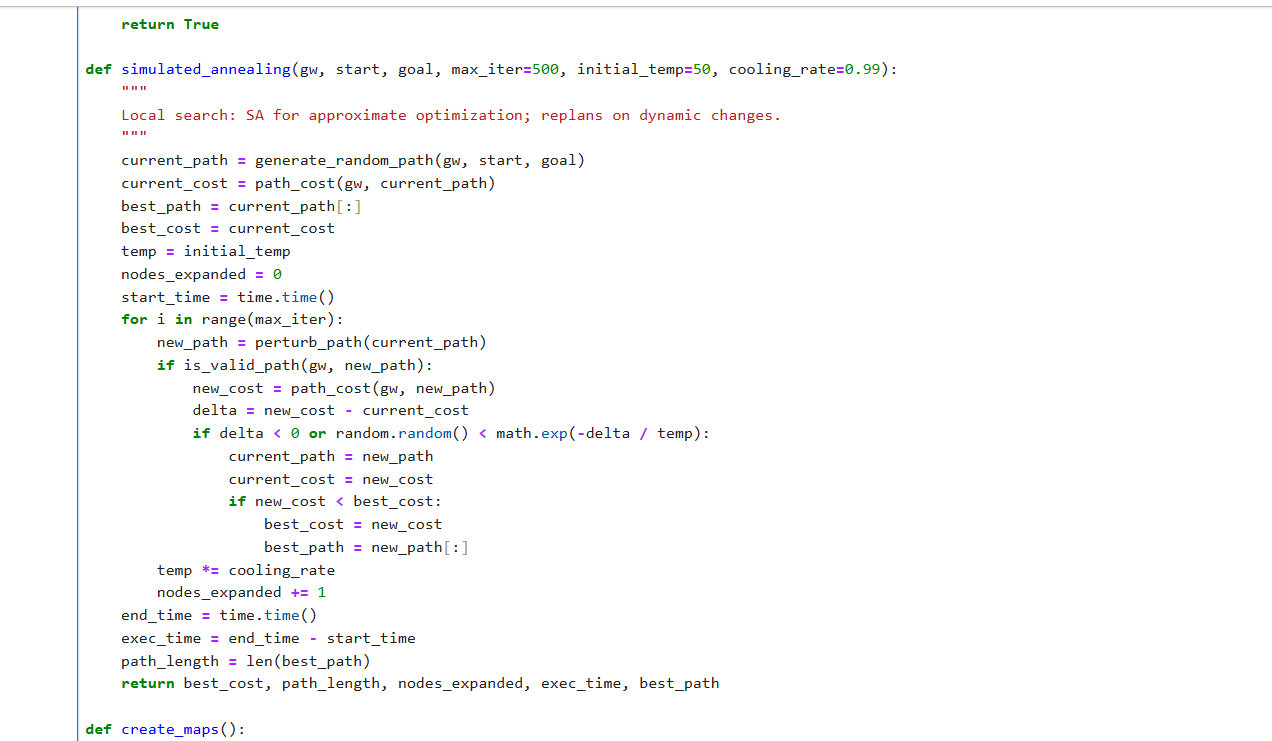 return True

def simulated_annealing(gw, start, goal, max_iter=500, initial_temp=50, cooling_rate=0.99):
    """
    Local search: SA for approximate optimization; replans on dynamic changes.
    """
    current_path = generate_random_path(gw, start, goal)
    current_cost = path_cost(gw, current_path)
    best_path = current_path[:]
    best_cost = current_cost
    temp = initial_temp
    nodes_expanded = 0
    start_time = time.time()
    for i in range(max_iter):
        new_path = perturb_path(current_path)
        if is_valid_path(gw, new_path):
            new_cost = path_cost(gw, new_path)
            delta = new_cost - current_cost
            if delta < 0 or random.random() < math.exp(-delta / temp):
                current_path = new_path
                current_cost = new_cost
                if new_cost < best_cost:
                    best_cost = new_cost
                    best_path = new_path[:]
        temp *= cooling_rate
        nodes_expanded += 1
    end_time = time.time()
    exec_time = end_time - start_time
    path_length = len(best_path)
    return best_cost, path_length, nodes_expanded, exec_time, best_path

def create_maps():